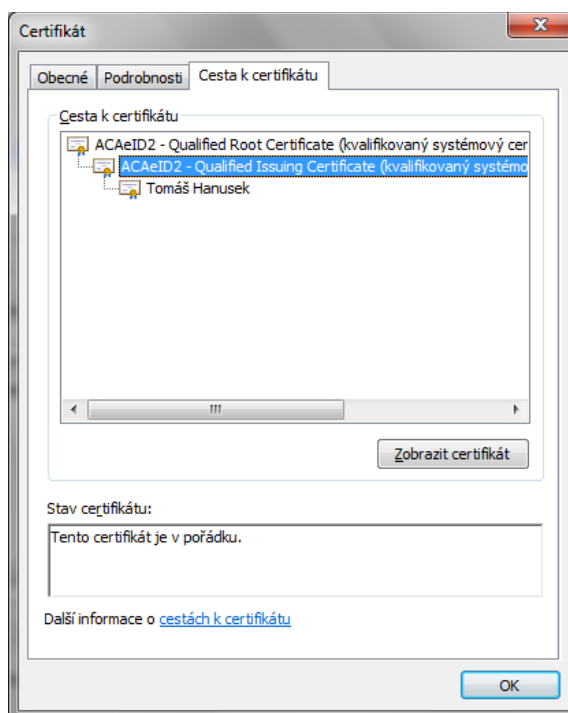 Certifikát
Obecné Podrobnosti Cesta k certifikátu
Cesta k certifikátu
ACAeID2 - Qualified Root Certificate (kvalifikovaný systémový cer
ACAeID2 - Qualified Issuing Certificate (kvalifikovaný systémo
Tomáš Hanusek
Zobrazit certifikát
Stav certifikátu:
Tento certifikát je v pořádku.
Další informace o cestách k certifikátu
OK